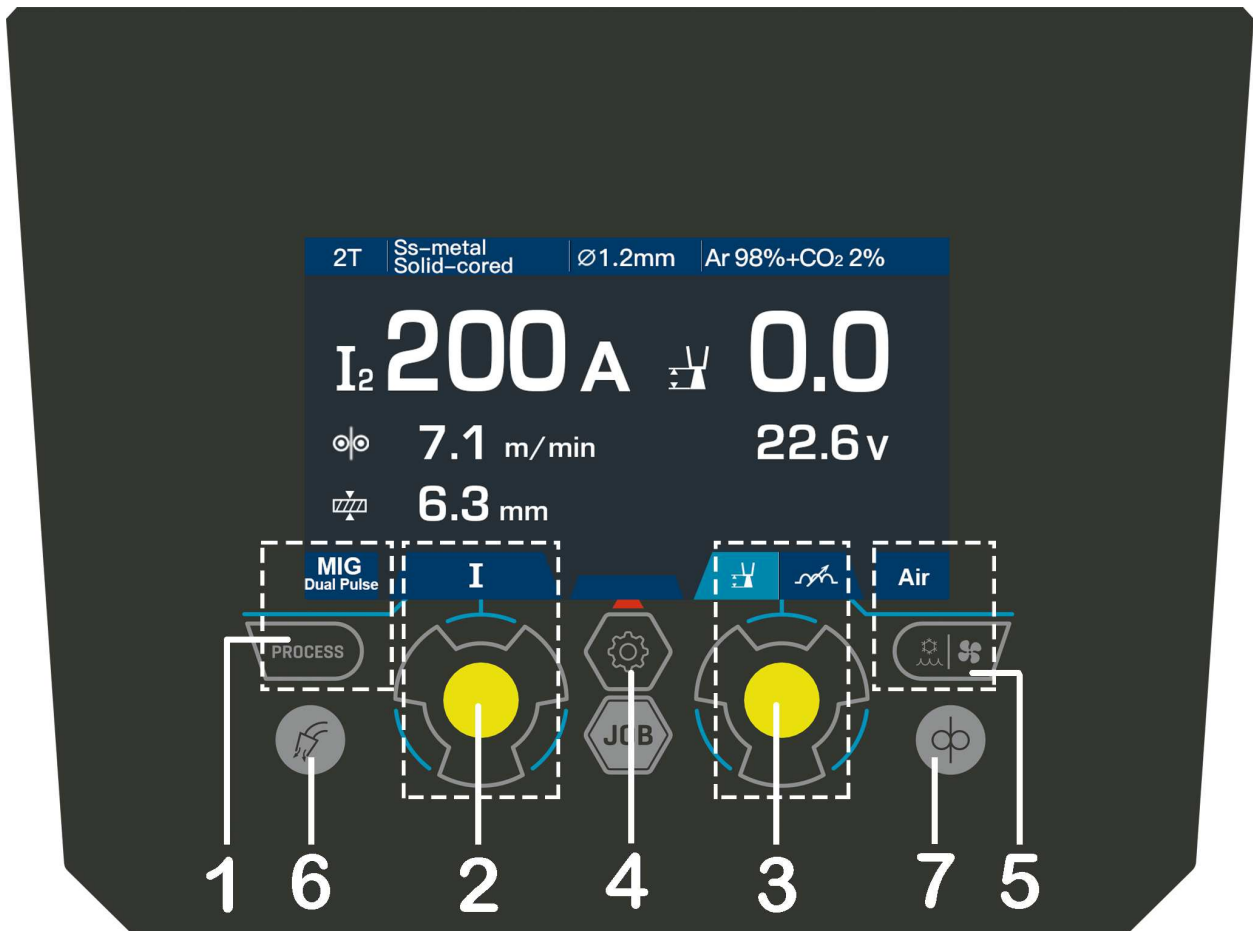 2T
Ss-metal
Solid-cored
Ø1.2mm
Ar 98%+CO₂ 2%
I₂ 200 A
0.0
7.1 m/min
22.6 v
6.3 mm
MIG
Dual Pulse
I
Air
PROCESS
JOB
1
6
2
4
3
7
5